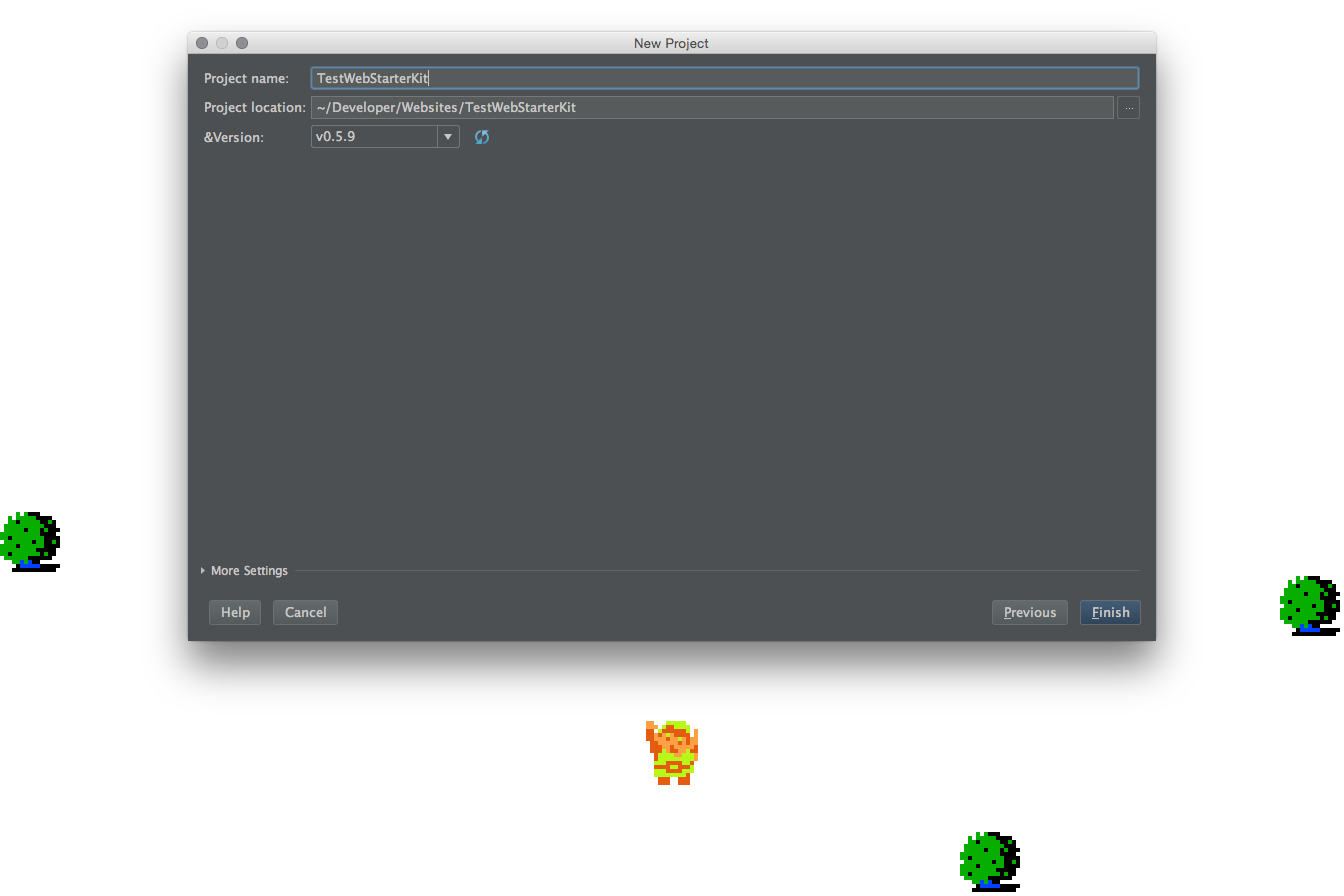 New Project
Project name: TestWebStarterKit
Project location: ~/Developer/Websites/TestWebStarterKit ...
&Version: v0.5.9
More Settings
Help Cancel Previous Finish